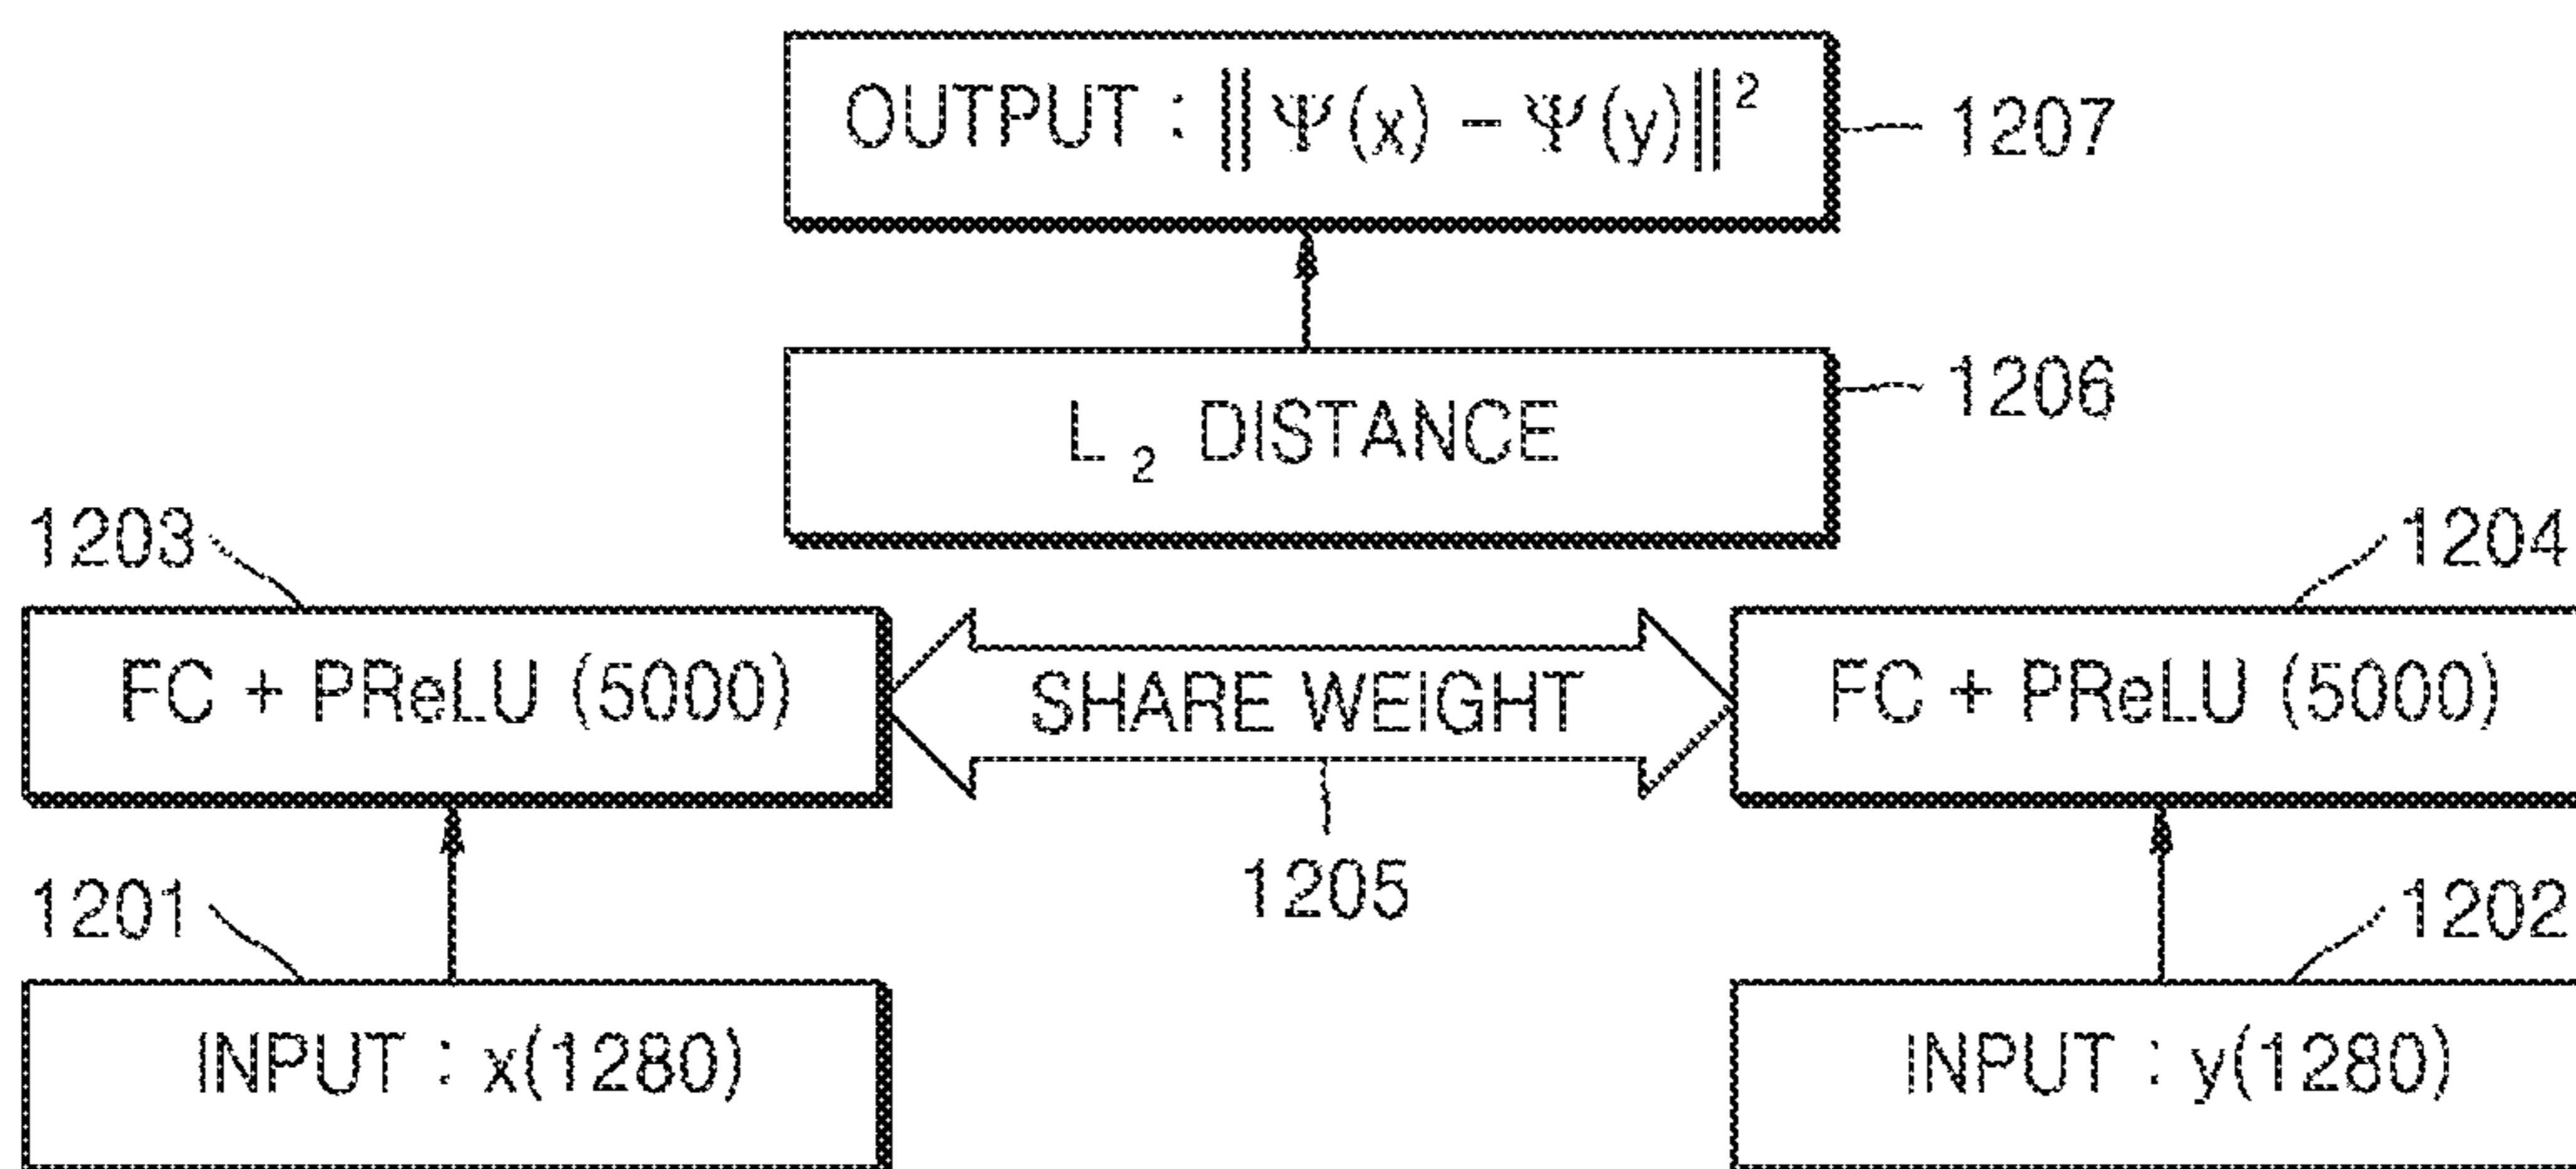 OUTPUT : ‖Ψ(x) − Ψ(y)‖²
1207
L₂ DISTANCE
1206
1203
1204
FC + PReLU (5000)
SHARE WEIGHT
FC + PReLU (5000)
1205
1201
1202
INPUT : x(1280)
INPUT : y(1280)